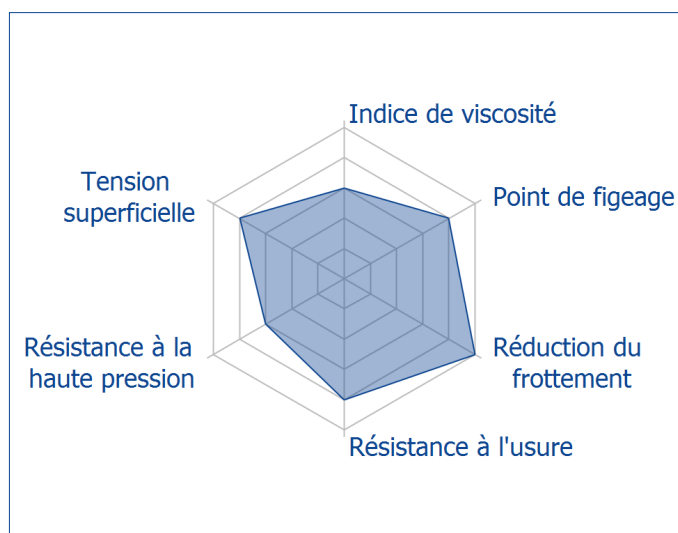 Indice de viscosité
Tension
superficielle
Point de figeage
Résistance à la
haute pression
Réduction du
frottement
Résistance à l'usure